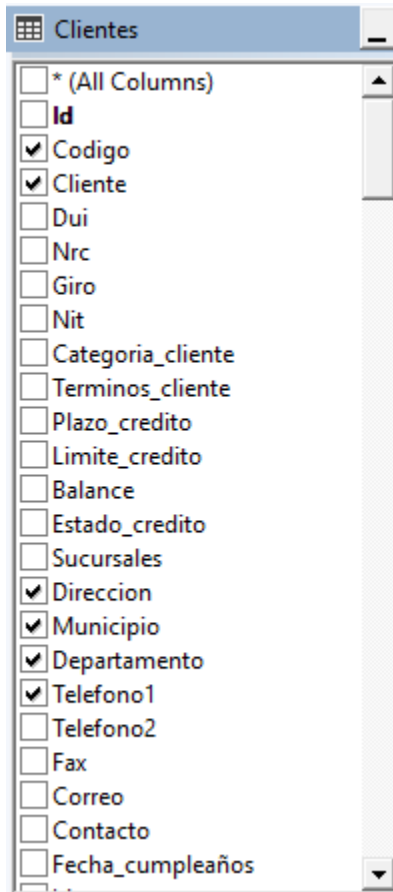 Clientes
* (All Columns)
Id
Codigo
Cliente
Dui
Nrc
Giro
Nit
Categoria_cliente
Terminos_cliente
Plazo_credito
Limite_credito
Balance
Estado_credito
Sucursales
Direccion
Municipio
Departamento
Telefono1
Telefono2
Fax
Correo
Contacto
Fecha_cumpleaños